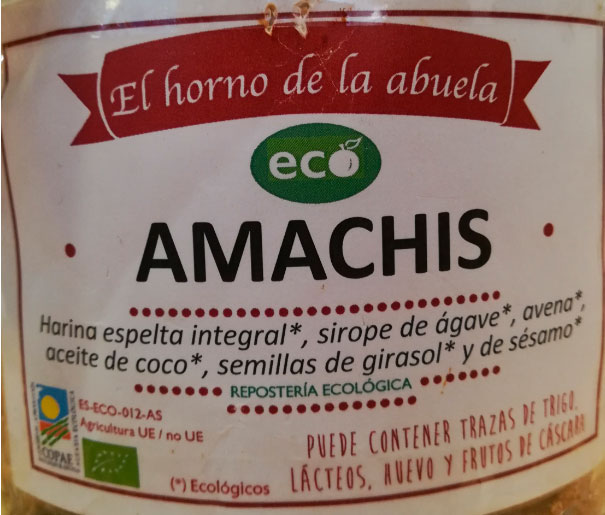 El horno de la abuela
eco
AMACHIS
Harina espelta integral*, sirope de ágave*, avena*,
aceite de coco*, semillas de girasol* y de sésamo*
REPOSTERÍA ECOLÓGICA
ES-ECO-012-AS
Agricultura UE / no UE
COPAE
(*) Ecológicos
PUEDE CONTENER TRAZAS DE TRIGO,
LÁCTEOS, HUEVO Y FRUTOS DE CÁSCARA